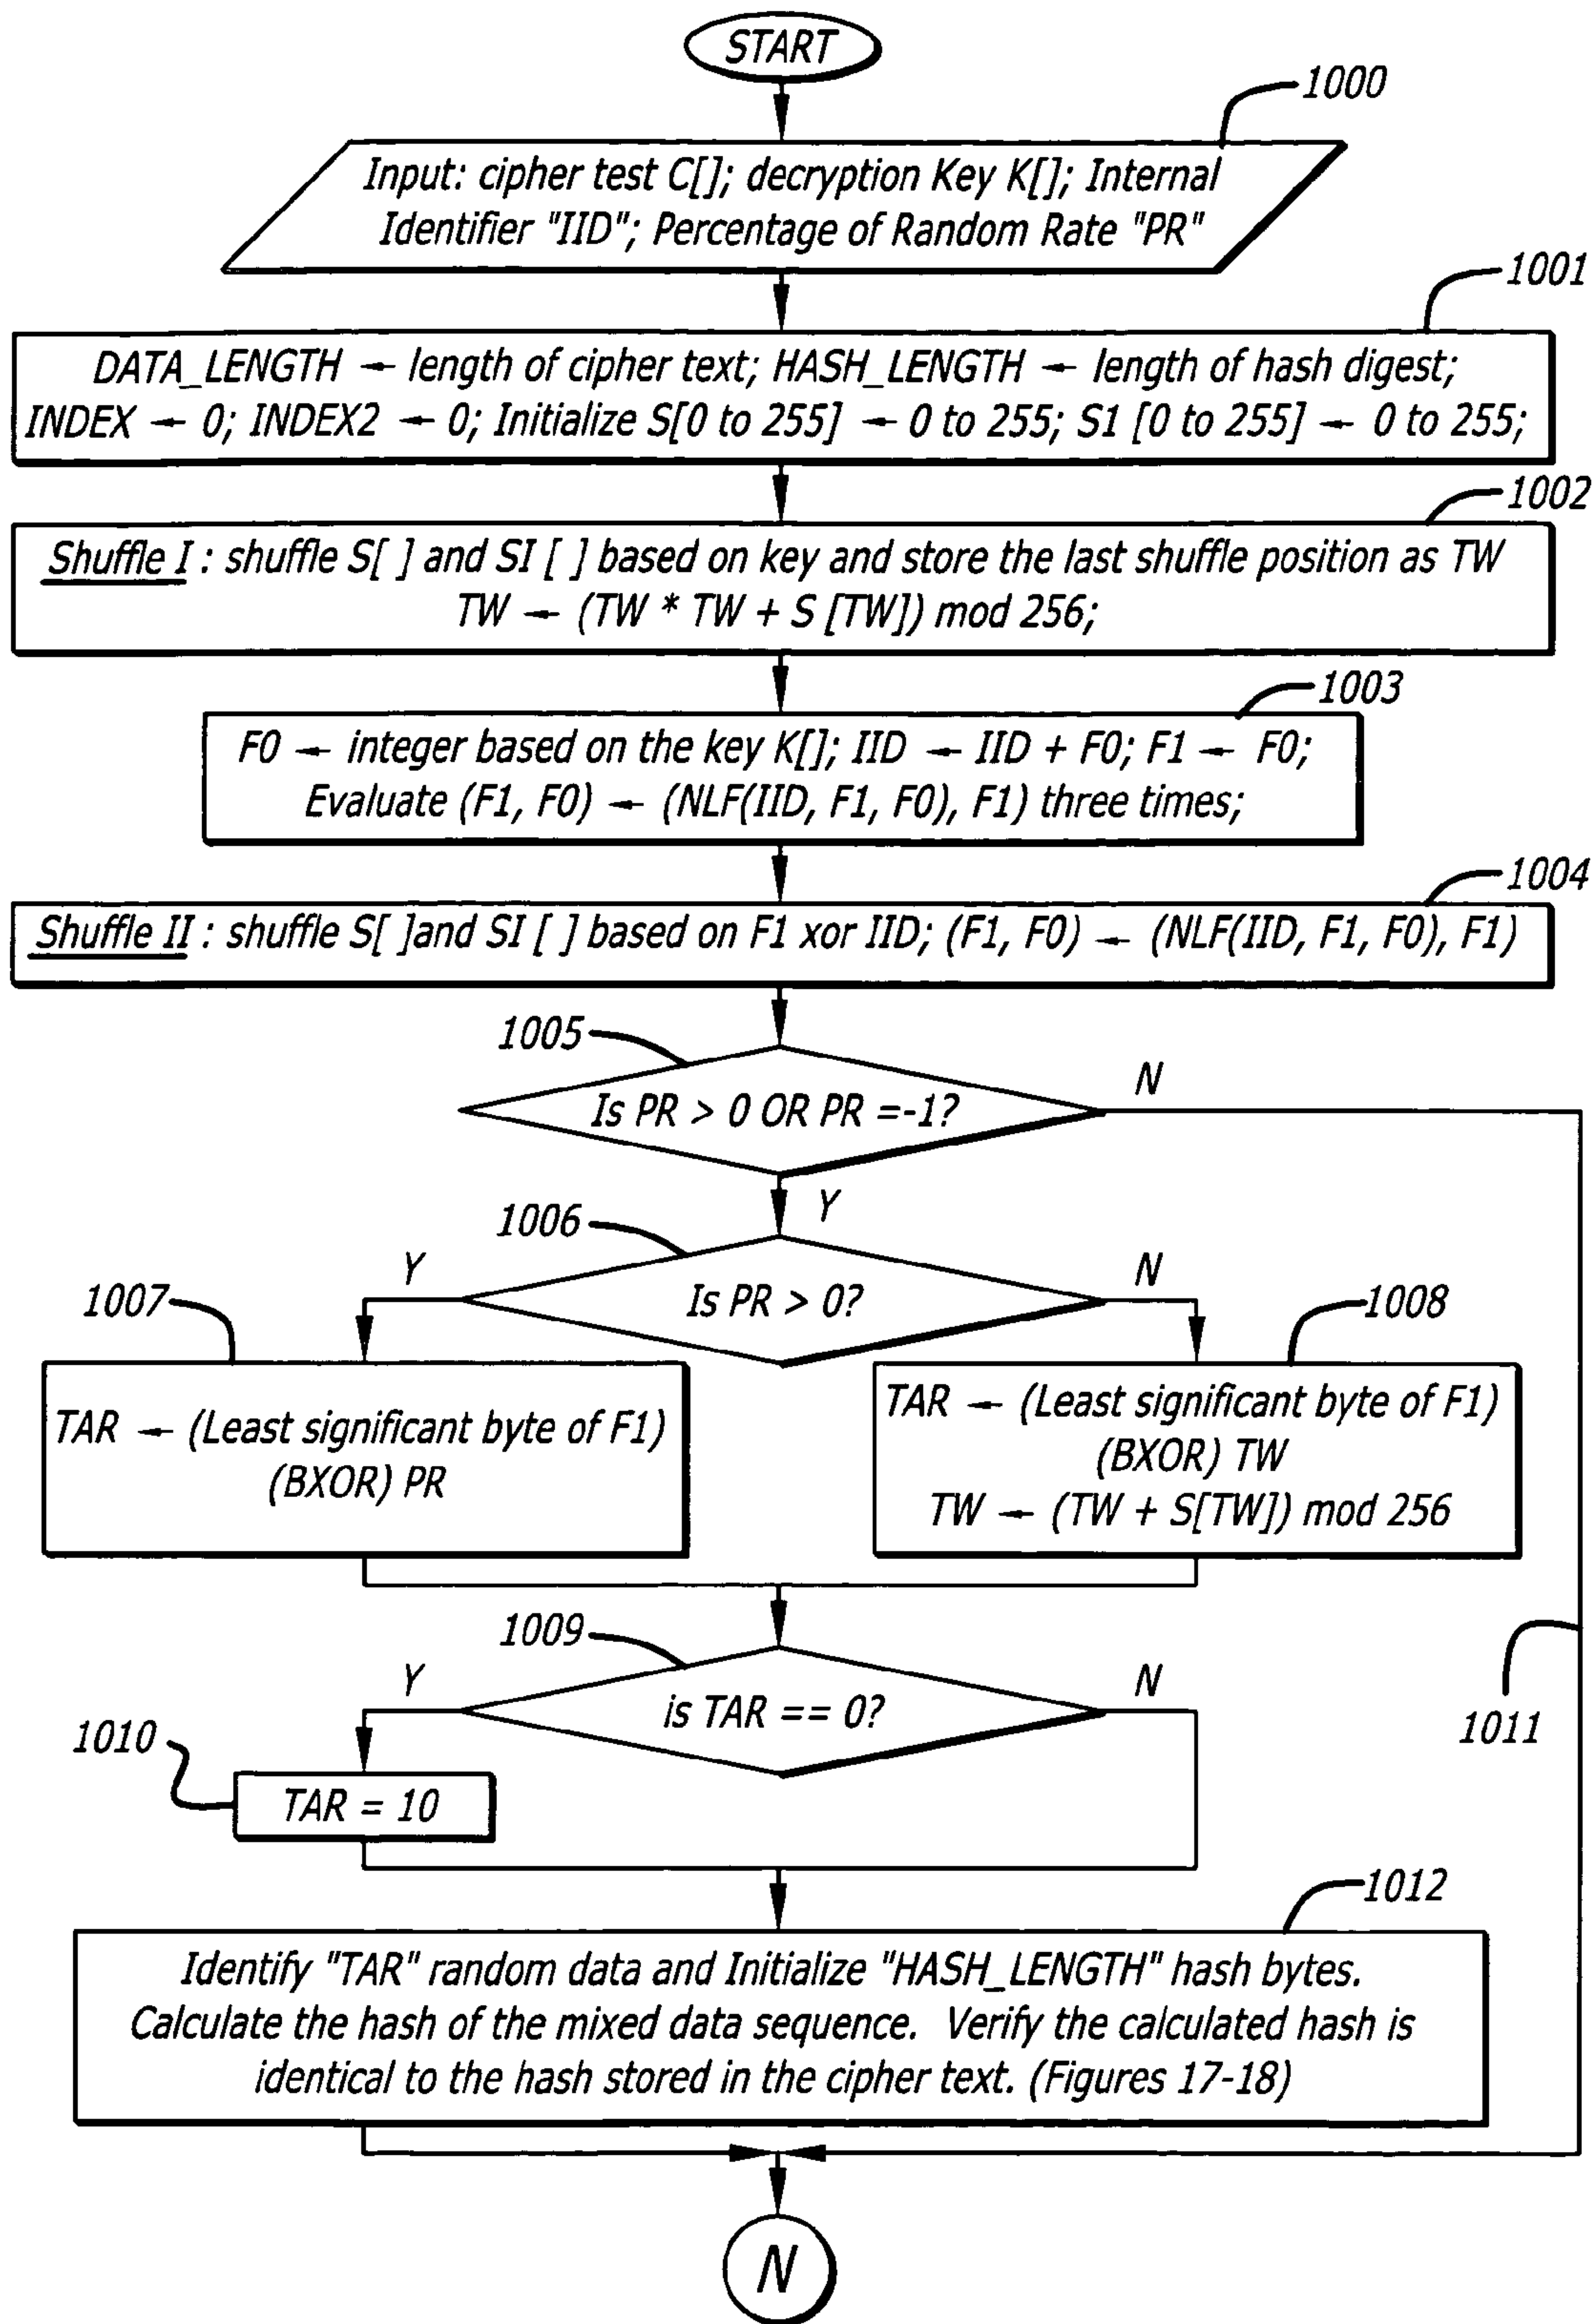 START
1000
Input: cipher test C[]; decryption Key K[]; Internal
Identifier "IID"; Percentage of Random Rate "PR"
1001
DATA_LENGTH ← length of cipher text; HASH_LENGTH ← length of hash digest;
INDEX ← 0; INDEX2 ← 0; Initialize S[0 to 255] ← 0 to 255; S1 [0 to 255] ← 0 to 255;
1002
Shuffle I : shuffle S[ ] and SI [ ] based on key and store the last shuffle position as TW
TW ← (TW * TW + S [TW]) mod 256;
1003
F0 ← integer based on the key K[]; IID ← IID + F0; F1 ← F0;
Evaluate (F1, F0) ← (NLF(IID, F1, F0), F1) three times;
1004
Shuffle II : shuffle S[ ]and SI [ ] based on F1 xor IID; (F1, F0) ← (NLF(IID, F1, F0), F1)
1005
N
Is PR > 0 OR PR =-1?
Y
1006
Y
N
Is PR > 0?
1007
1008
TAR ← (Least significant byte of F1)
(BXOR) PR
TAR ← (Least significant byte of F1)
(BXOR) TW
TW ← (TW + S[TW]) mod 256
1009
Y
N
is TAR == 0?
1011
1010
TAR = 10
1012
Identify "TAR" random data and Initialize "HASH_LENGTH" hash bytes.
Calculate the hash of the mixed data sequence. Verify the calculated hash is
identical to the hash stored in the cipher text. (Figures 17-18)
N